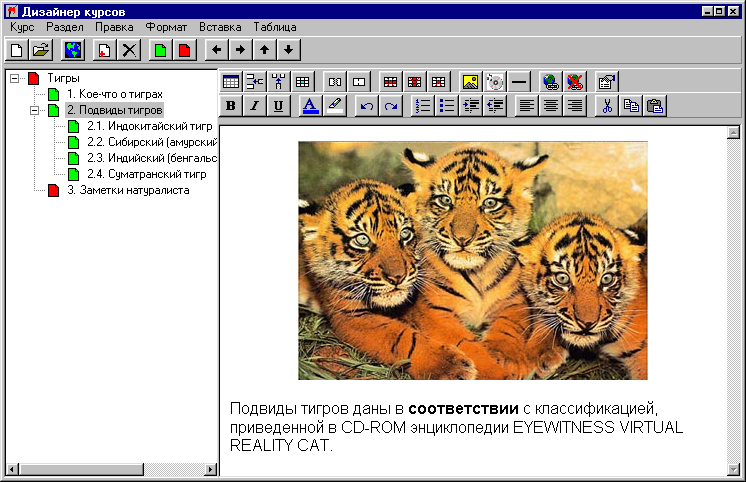 Дизайнер курсов
Курс Раздел Правка Формат Вставка Таблица
Тигры
1. Кое-что о тиграх
2. Подвиды тигров
2.1. Индокитайский тигр
2.2. Сибирский (амурский
2.3. Индийский (бенгальс
2.4. Суматранский тигр
3. Заметки натуралиста
B I U A
Подвиды тигров даны в соответствии с классификацией,
приведенной в CD-ROM энциклопедии EYEWITNESS VIRTUAL
REALITY CAT.